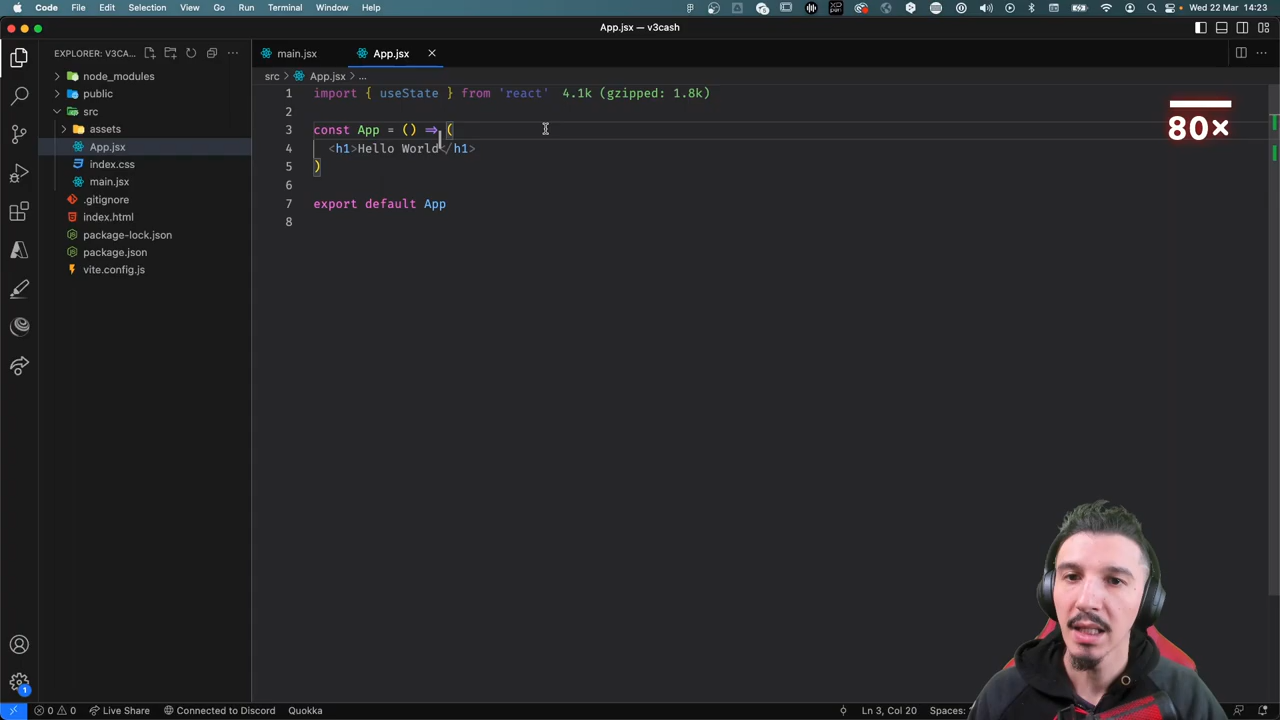 Code File Edit Selection View Go Run Terminal Window Help
Wed 22 Mar 14:23
App.jsx — v3cash
EXPLORER: V3CA...
main.jsx
App.jsx
src > App.jsx > ...
node_modules
public
src
assets
App.jsx
index.css
main.jsx
.gitignore
index.html
package-lock.json
package.json
vite.config.js
1 import { useState } from 'react' 4.1k (gzipped: 1.8k)
2
3 const App = () => (
4 <h1>Hello World</h1>
5 )
6
7 export default App
8
80×
1
0 0 Live Share Connected to Discord Quokka
Ln 3, Col 20 Spaces: